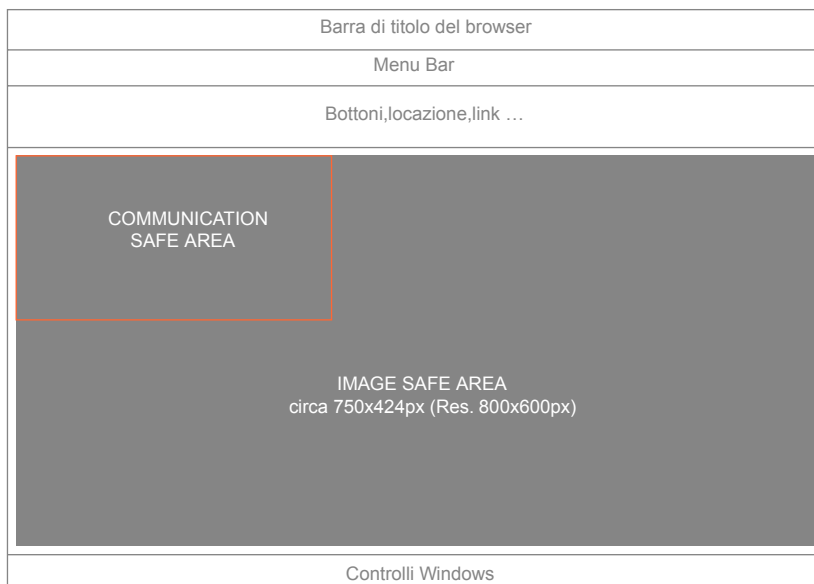 Barra di titolo del browser
Menu Bar
Bottoni,locazione,link …
COMMUNICATION
SAFE AREA
IMAGE SAFE AREA
circa 750x424px (Res. 800x600px)
Controlli Windows